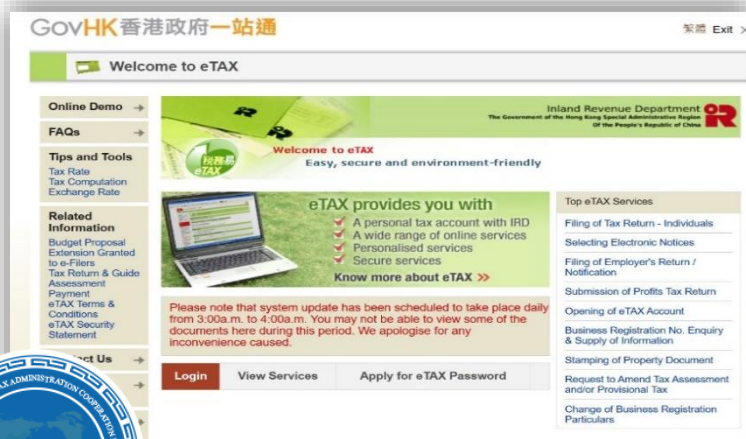 GovHK香港政府一站通
繁體 Exit
Welcome to eTAX
Online Demo
FAQs
Tips and Tools
Tax Rate
Tax Computation
Exchange Rate
Related
Information
Budget Proposal
Extension Granted
to e-Filers
Tax Return & Guide
Assessment
Payment
eTAX Terms &
Conditions
eTAX Security
Statement
ct Us
TAX ADMINISTRATION COOPERATION
Inland Revenue Department
The Government of the Hong Kong Special Administrative Region
Of the People's Republic of China
IR
稅務易
eTAX
Welcome to eTAX
Easy, secure and environment-friendly
eTAX provides you with
A personal tax account with IRD
A wide range of online services
Personalised services
Secure services
Know more about eTAX >>
Please note that system update has been scheduled to take place daily
from 3:00a.m. to 4:00a.m. You may not be able to view some of the
documents here during this period. We apologise for any
inconvenience caused.
Login View Services Apply for eTAX Password
Top eTAX Services
Filing of Tax Return - Individuals
Selecting Electronic Notices
Filing of Employer's Return /
Notification
Submission of Profits Tax Return
Opening of eTAX Account
Business Registration No. Enquiry
& Supply of Information
Stamping of Property Document
Request to Amend Tax Assessment
and/or Provisional Tax
Change of Business Registration
Particulars